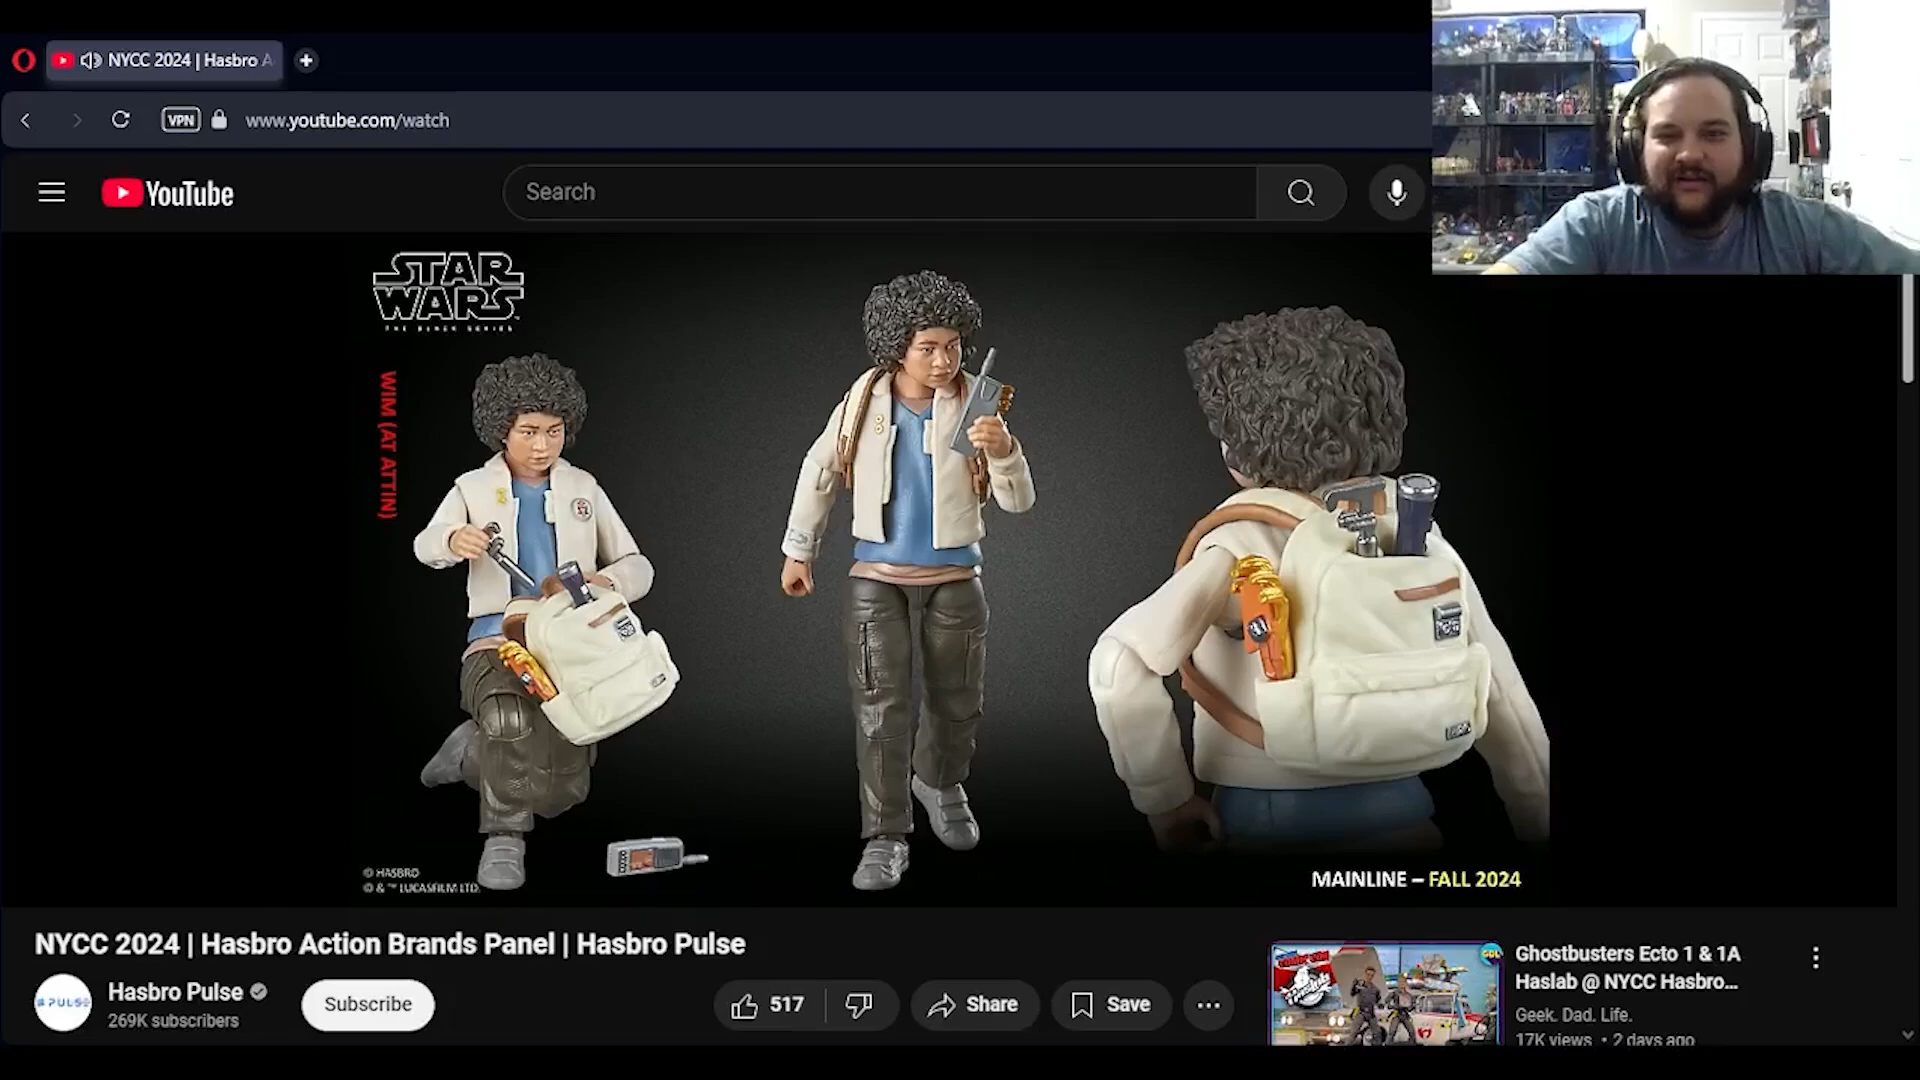 NYCC 2024 | Hasbro A
VPN
www.youtube.com/watch
YouTube
Search
STAR
WARS
THE BLACK SERIES
WIM (AT ATTIN)
© HASBRO
© & ™ LUCASFILM LTD.
MAINLINE – FALL 2024
NYCC 2024 | Hasbro Action Brands Panel | Hasbro Pulse
PULSE
Hasbro Pulse
269K subscribers
Subscribe
517
Share
Save
Ghostbusters Ecto 1 & 1A
Haslab @ NYCC Hasbro...
Geek. Dad. Life.
17K views • 2 days ago
GDL